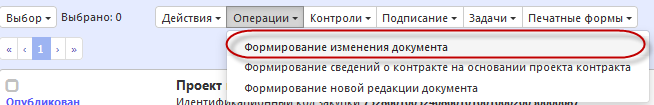 Выбор Выбрано: 0 Действия Операции Контроли Подписание Задачи Печатные формы
« ‹ 1 › »
Формирование изменения документа
Формирование сведений о контракте на основании проекта контракта
Проект
Формирование новой редакции документа
Опубликован